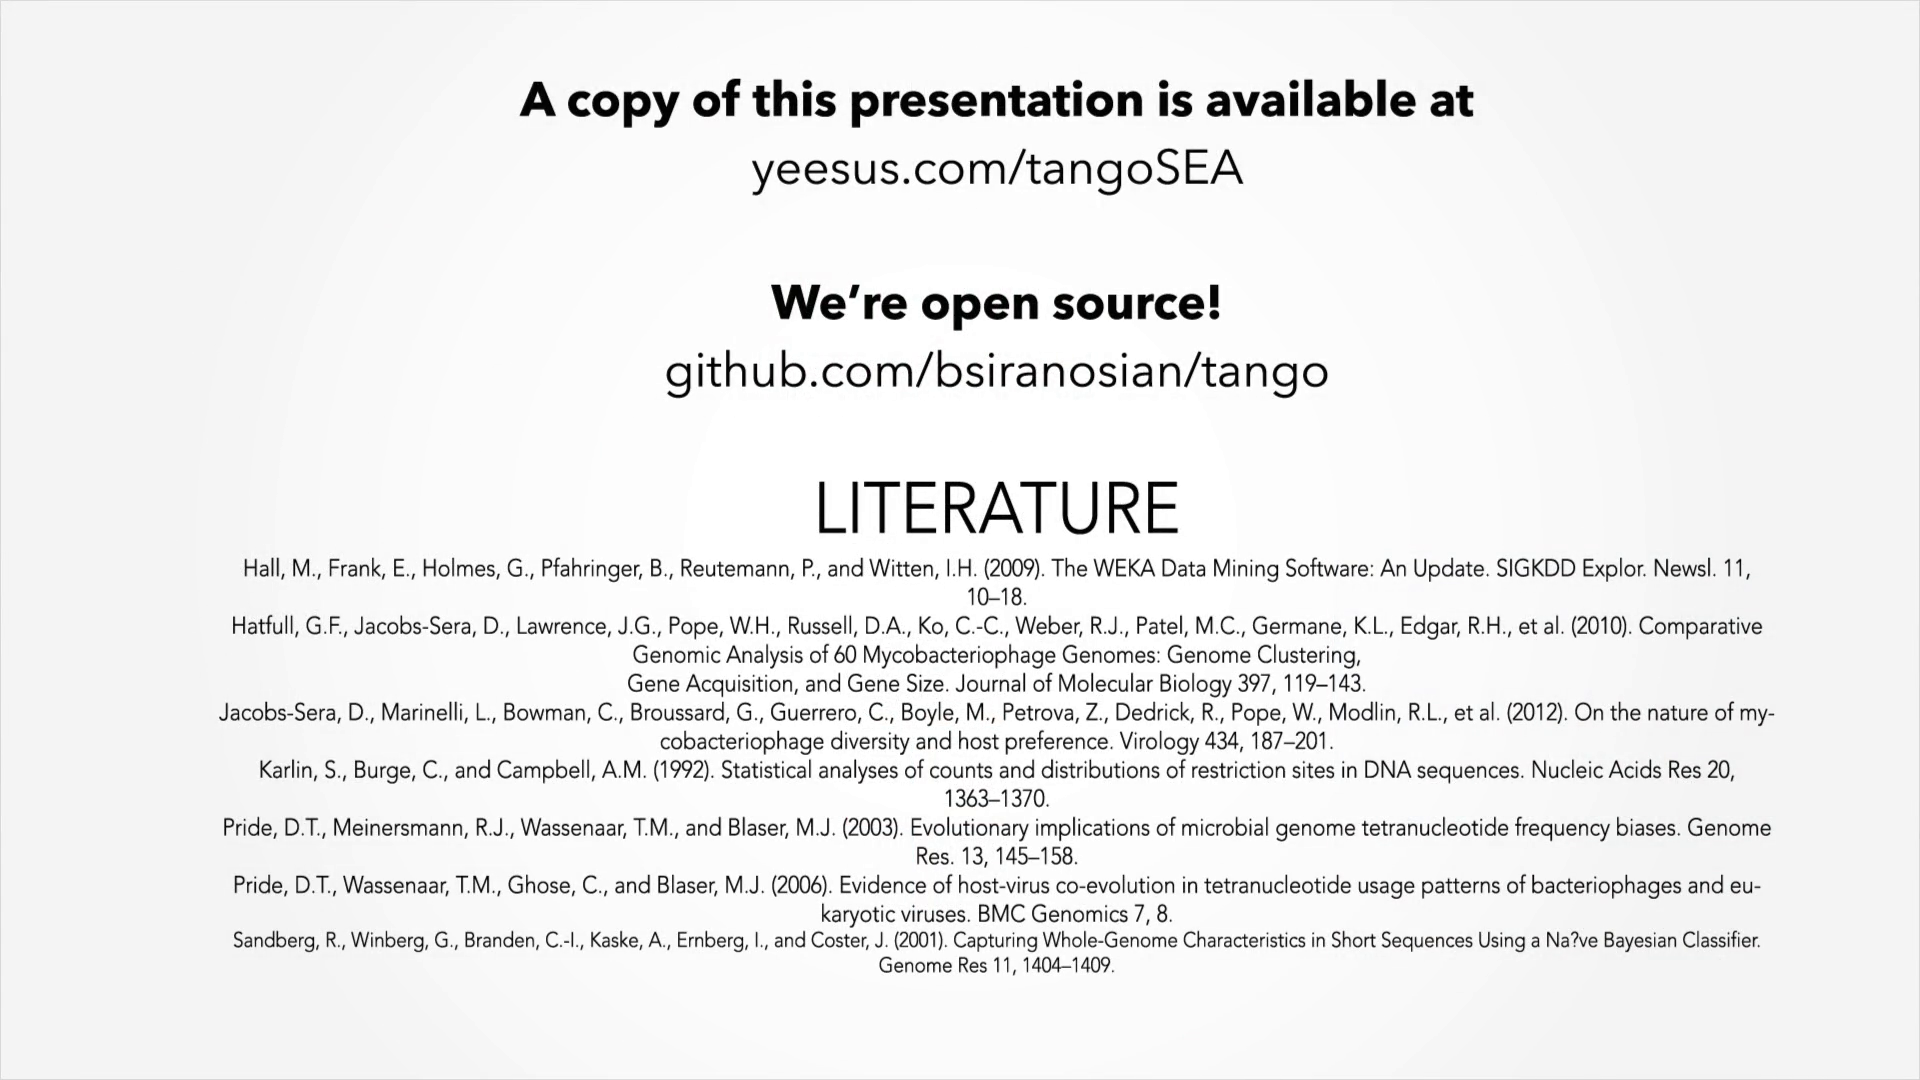 A copy of this presentation is available at
yeesus.com/tangoSEA
We're open source!
github.com/bsiranosian/tango
LITERATURE
Hall, M., Frank, E., Holmes, G., Pfahringer, B., Reutemann, P., and Witten, I.H. (2009). The WEKA Data Mining Software: An Update. SIGKDD Explor. Newsl. 11,
10–18.
Hatfull, G.F., Jacobs-Sera, D., Lawrence, J.G., Pope, W.H., Russell, D.A., Ko, C.-C., Weber, R.J., Patel, M.C., Germane, K.L., Edgar, R.H., et al. (2010). Comparative
Genomic Analysis of 60 Mycobacteriophage Genomes: Genome Clustering,
Gene Acquisition, and Gene Size. Journal of Molecular Biology 397, 119–143.
Jacobs-Sera, D., Marinelli, L., Bowman, C., Broussard, G., Guerrero, C., Boyle, M., Petrova, Z., Dedrick, R., Pope, W., Modlin, R.L., et al. (2012). On the nature of my-
cobacteriophage diversity and host preference. Virology 434, 187–201.
Karlin, S., Burge, C., and Campbell, A.M. (1992). Statistical analyses of counts and distributions of restriction sites in DNA sequences. Nucleic Acids Res 20,
1363–1370.
Pride, D.T., Meinersmann, R.J., Wassenaar, T.M., and Blaser, M.J. (2003). Evolutionary implications of microbial genome tetranucleotide frequency biases. Genome
Res. 13, 145–158.
Pride, D.T., Wassenaar, T.M., Ghose, C., and Blaser, M.J. (2006). Evidence of host-virus co-evolution in tetranucleotide usage patterns of bacteriophages and eu-
karyotic viruses. BMC Genomics 7, 8.
Sandberg, R., Winberg, G., Branden, C.-I., Kaske, A., Ernberg, I., and Coster, J. (2001). Capturing Whole-Genome Characteristics in Short Sequences Using a Na?ve Bayesian Classifier.
Genome Res 11, 1404–1409.